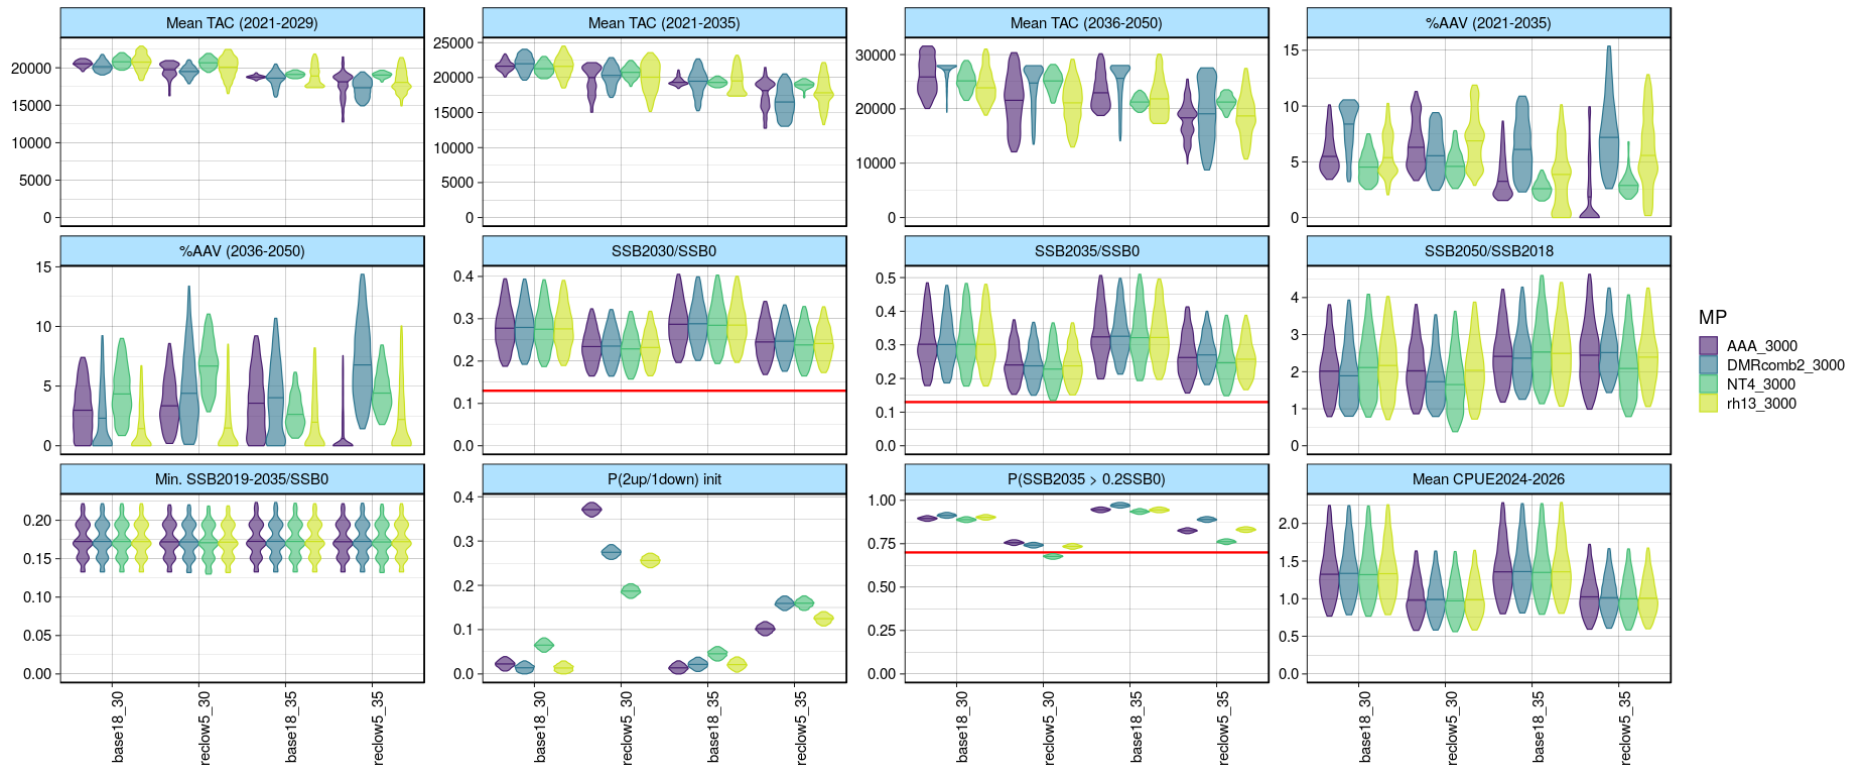 Mean TAC (2021-2029)
Mean TAC (2021-2035)
Mean TAC (2036-2050)
%AAV (2021-2035)
20000
15000
10000
5000
0
25000
20000
15000
10000
5000
0
30000
20000
10000
0
15
10
5
0
%AAV (2036-2050)
SSB2030/SSB0
SSB2035/SSB0
SSB2050/SSB2018
15
10
5
0
0.4
0.3
0.2
0.1
0.0
0.5
0.4
0.3
0.2
0.1
0.0
4
3
2
1
0
MP
AAA_3000
DMRcomb2_3000
NT4_3000
rh13_3000
Min. SSB2019-2035/SSB0
P(2up/1down) init
P(SSB2035 > 0.2SSB0)
Mean CPUE2024-2026
0.20
0.15
0.10
0.05
0.00
0.4
0.3
0.2
0.1
0.0
1.00
0.75
0.50
0.25
0.00
2.0
1.5
1.0
0.5
0.0
base18_30
reclow5_30
base18_35
reclow5_35
base18_30
reclow5_30
base18_35
reclow5_35
base18_30
reclow5_30
base18_35
reclow5_35
base18_30
reclow5_30
base18_35
reclow5_35